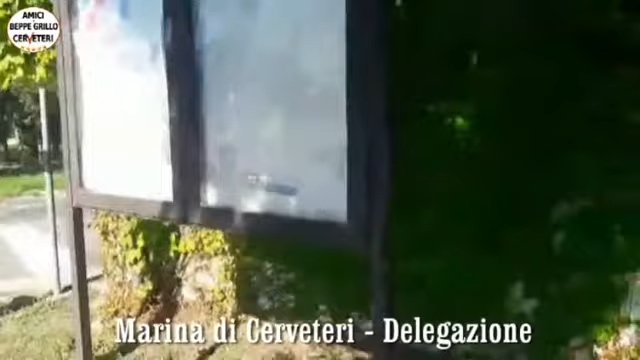 AMICI
BEPPE GRILLO
CERVETERI
Marina di Cerveteri - Delegazione